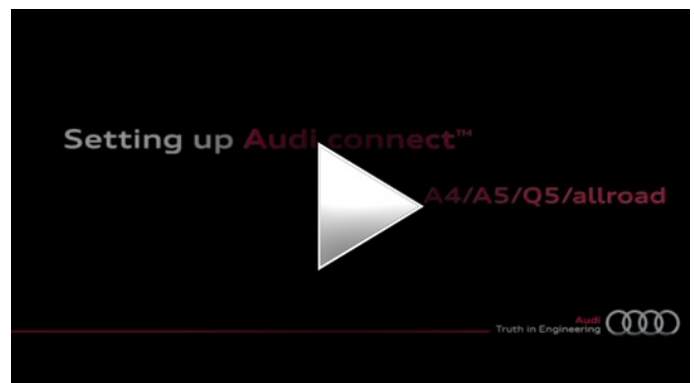 Setting up Audi connect™
A4/A5/Q5/allroad
Audi
Truth in Engineering